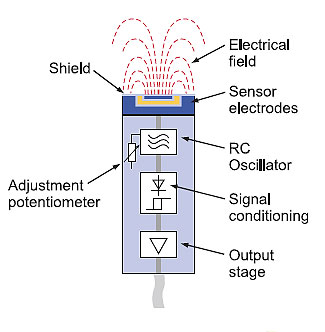 Electrical
field
Shield
Sensor
electrodes
RC
Oscillator
Adjustment
potentiometer
Signal
conditioning
Output
stage